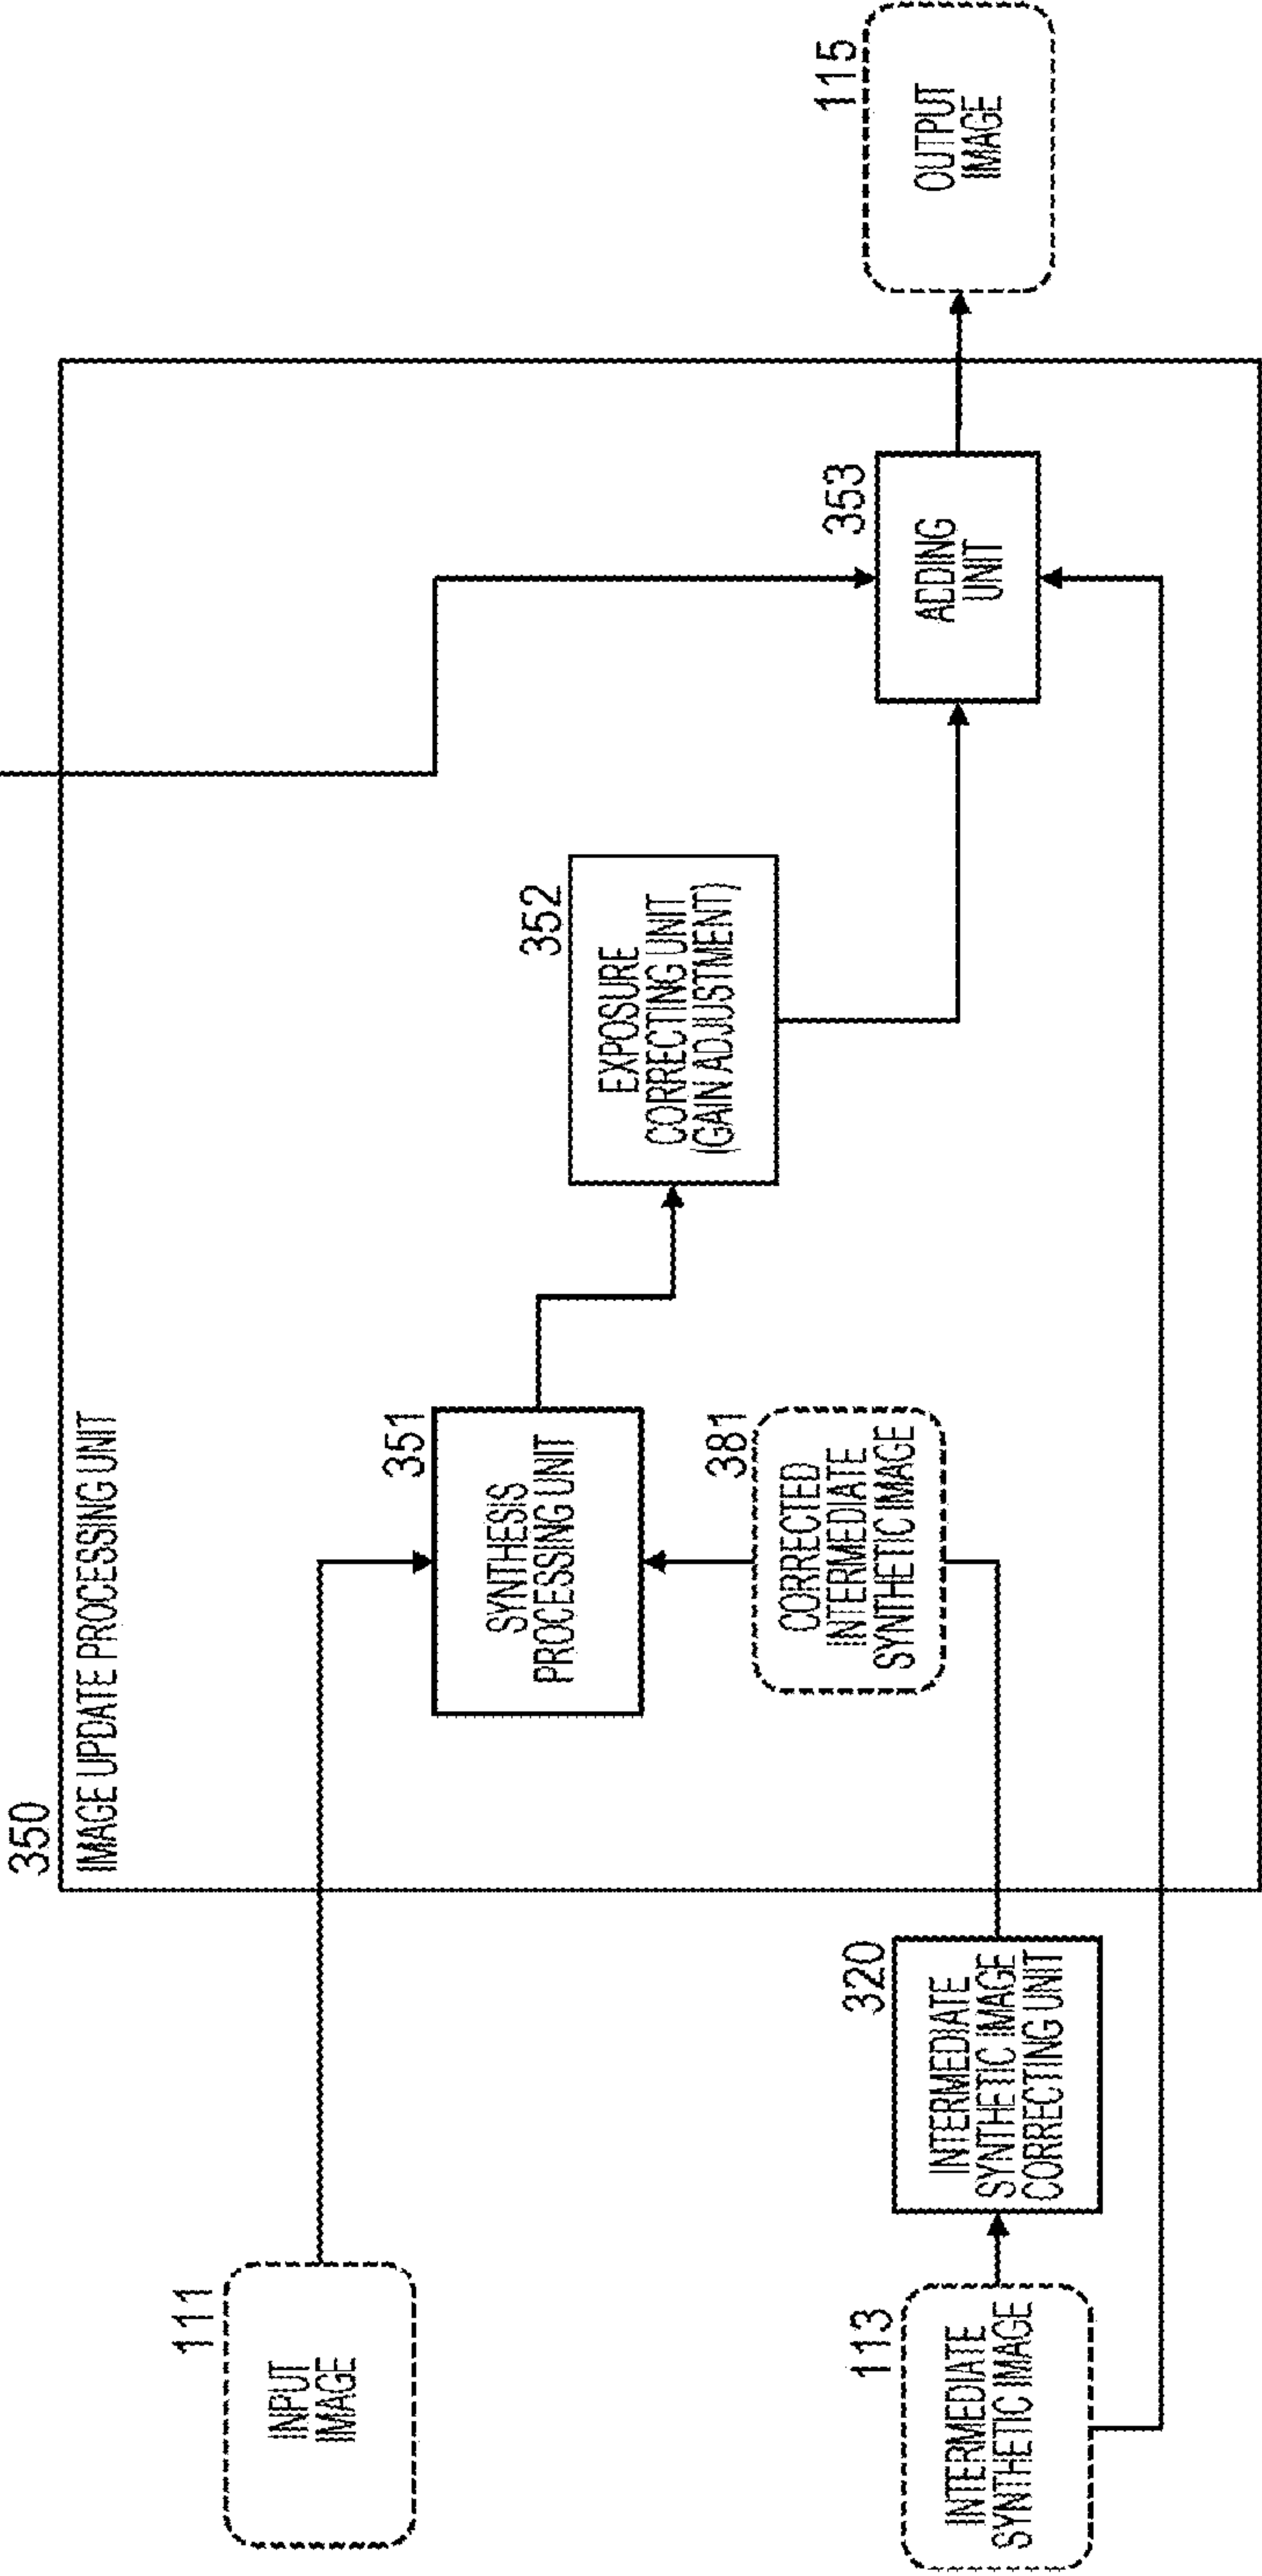 350
IMAGE UPDATE PROCESSING UNIT
111
INPUT
IMAGE
351
SYNTHESIS
PROCESSING UNIT
352
EXPOSURE
CORRECTING UNIT
(GAIN ADJUSTMENT)
353
ADDING
UNIT
115
OUTPUT
IMAGE
381
CORRECTED
INTERMEDIATE
SYNTHETIC IMAGE
320
INTERMEDIATE
SYNTHETIC IMAGE
CORRECTING UNIT
113
INTERMEDIATE
SYNTHETIC IMAGE